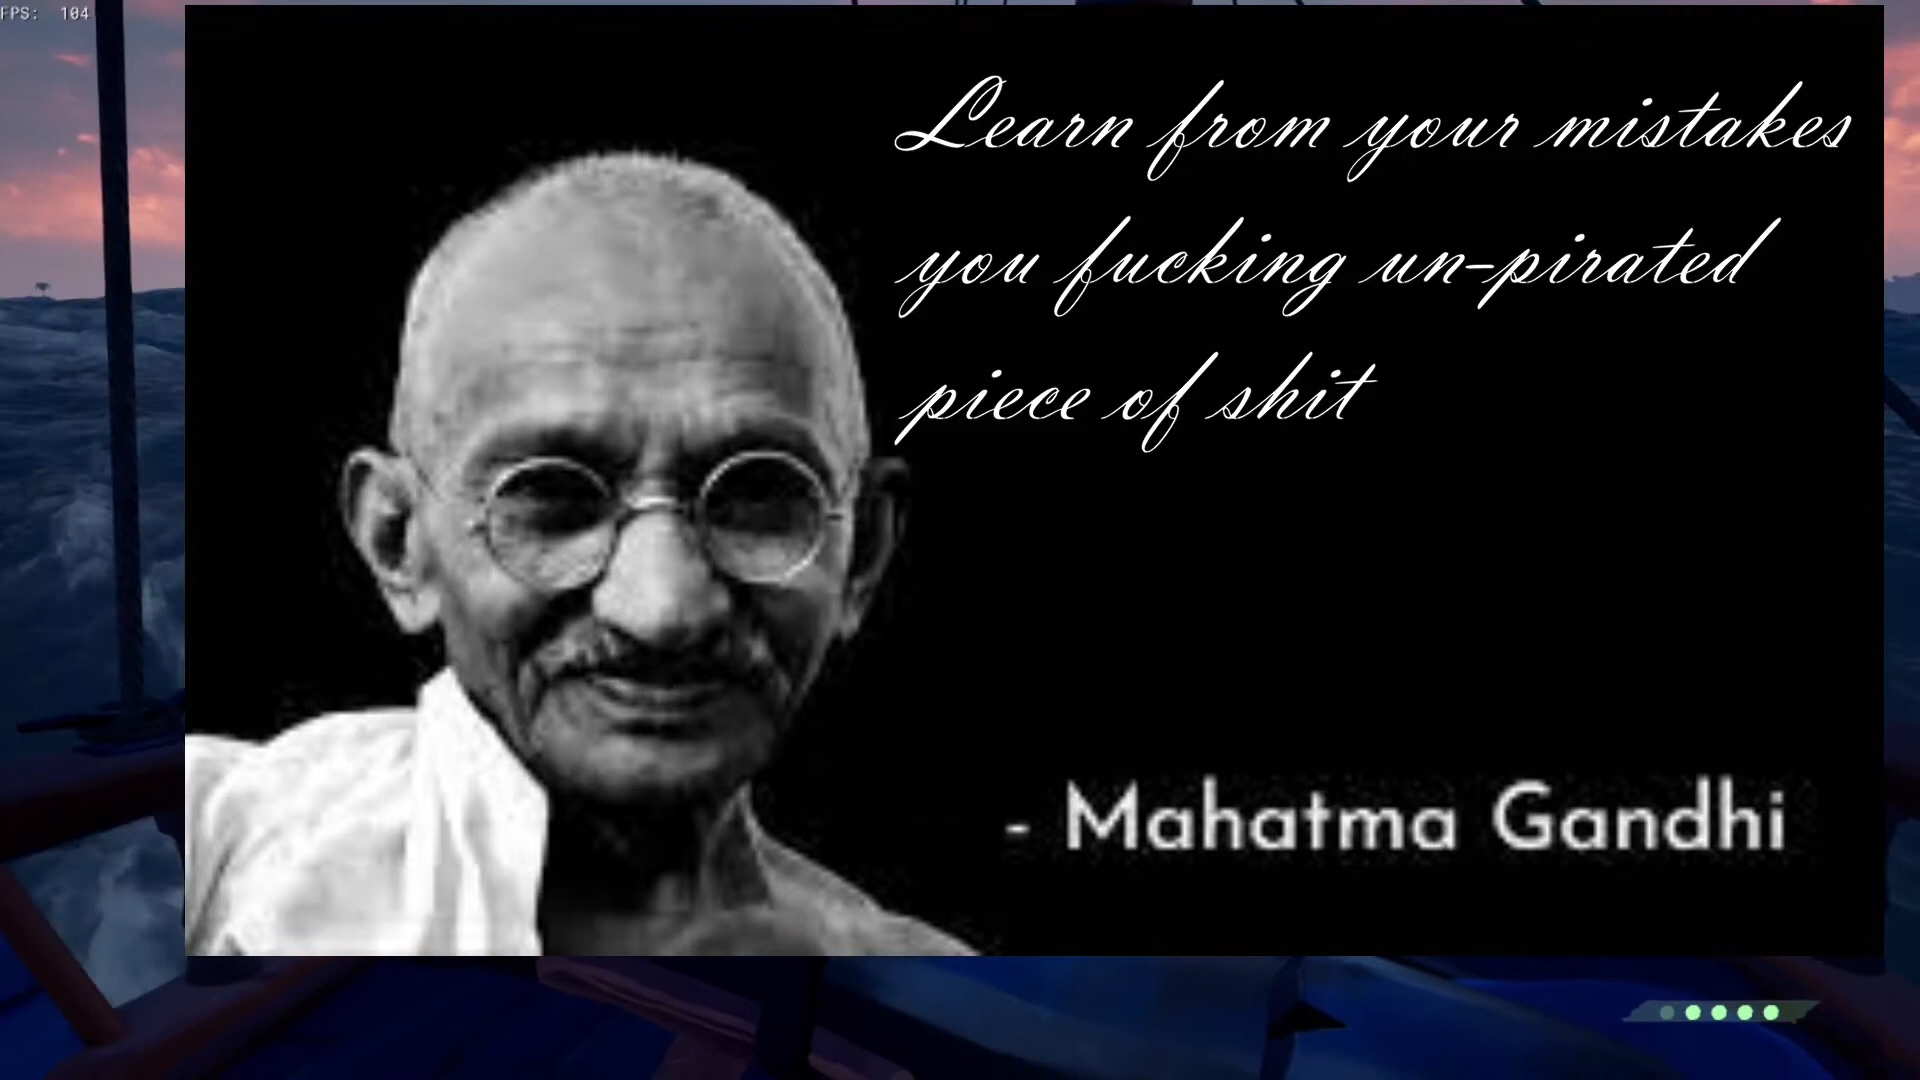 FPS: 104
Learn from your mistakes
you fucking un-pirated
piece of shit
- Mahatma Gandhi